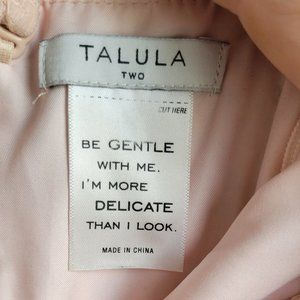 TALULA
TWO
CUT HERE
BE GENTLE
WITH ME.
I'M MORE
DELICATE
THAN I LOOK.
MADE IN CHINA